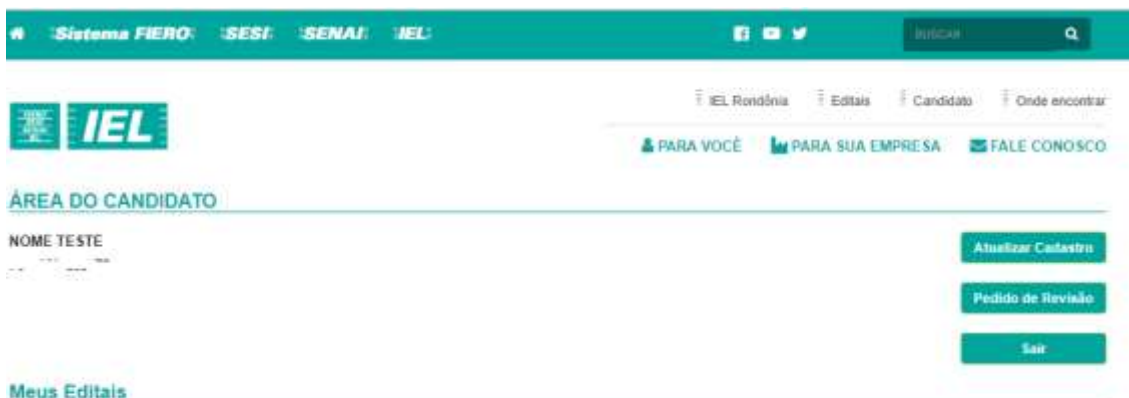 Sistema FIERO SESI SENAI IEL BUSCAR
IEL
IEL Rondônia Editais Candidato Onde encontrar
PARA VOCÊ PARA SUA EMPRESA FALE CONOSCO
ÁREA DO CANDIDATO
NOME TESTE
Atualizar Cadastro
Pedido de Revisão
Sair
Meus Editais